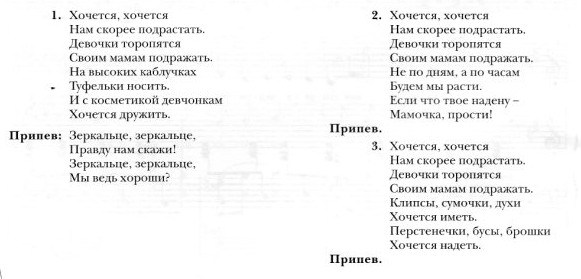 1. Хочется, хочется
Нам скорее подрастать.
Девочки торопятся
Своим мамам подражать.
На высоких каблучках
Туфельки носить.
И с косметикой девчонкам
Хочется дружить.
Припев: Зеркальце, зеркальце,
Правду нам скажи!
Зеркальце, зеркальце,
Мы ведь хороши?
2. Хочется, хочется
Нам скорее подрастать.
Девочки торопятся
Своим мамам подражать.
Не по дням, а по часам
Будем мы расти.
Если что твое надену –
Мамочка, прости!
Припев.
3. Хочется, хочется
Нам скорее подрастать.
Девочки торопятся
Своим мамам подражать.
Клипсы, сумочки, духи
Хочется иметь.
Перстенечки, бусы, брошки
Хочется надеть.
Припев.